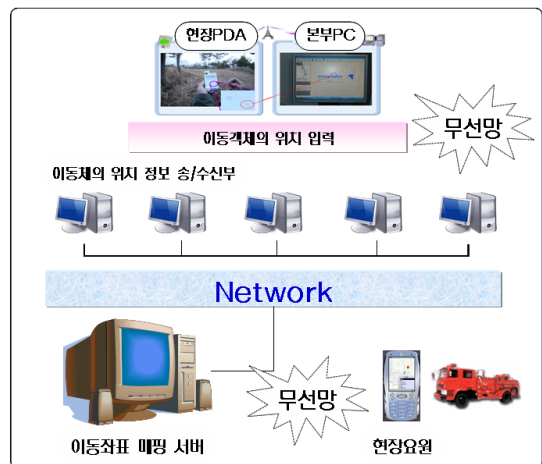 현장PDA
본부PC
이동객체의 위치 입력
무선망
이동체의 위치 정보 송/수신부
Network
이동좌표 매핑 서버
무선망
현장요원